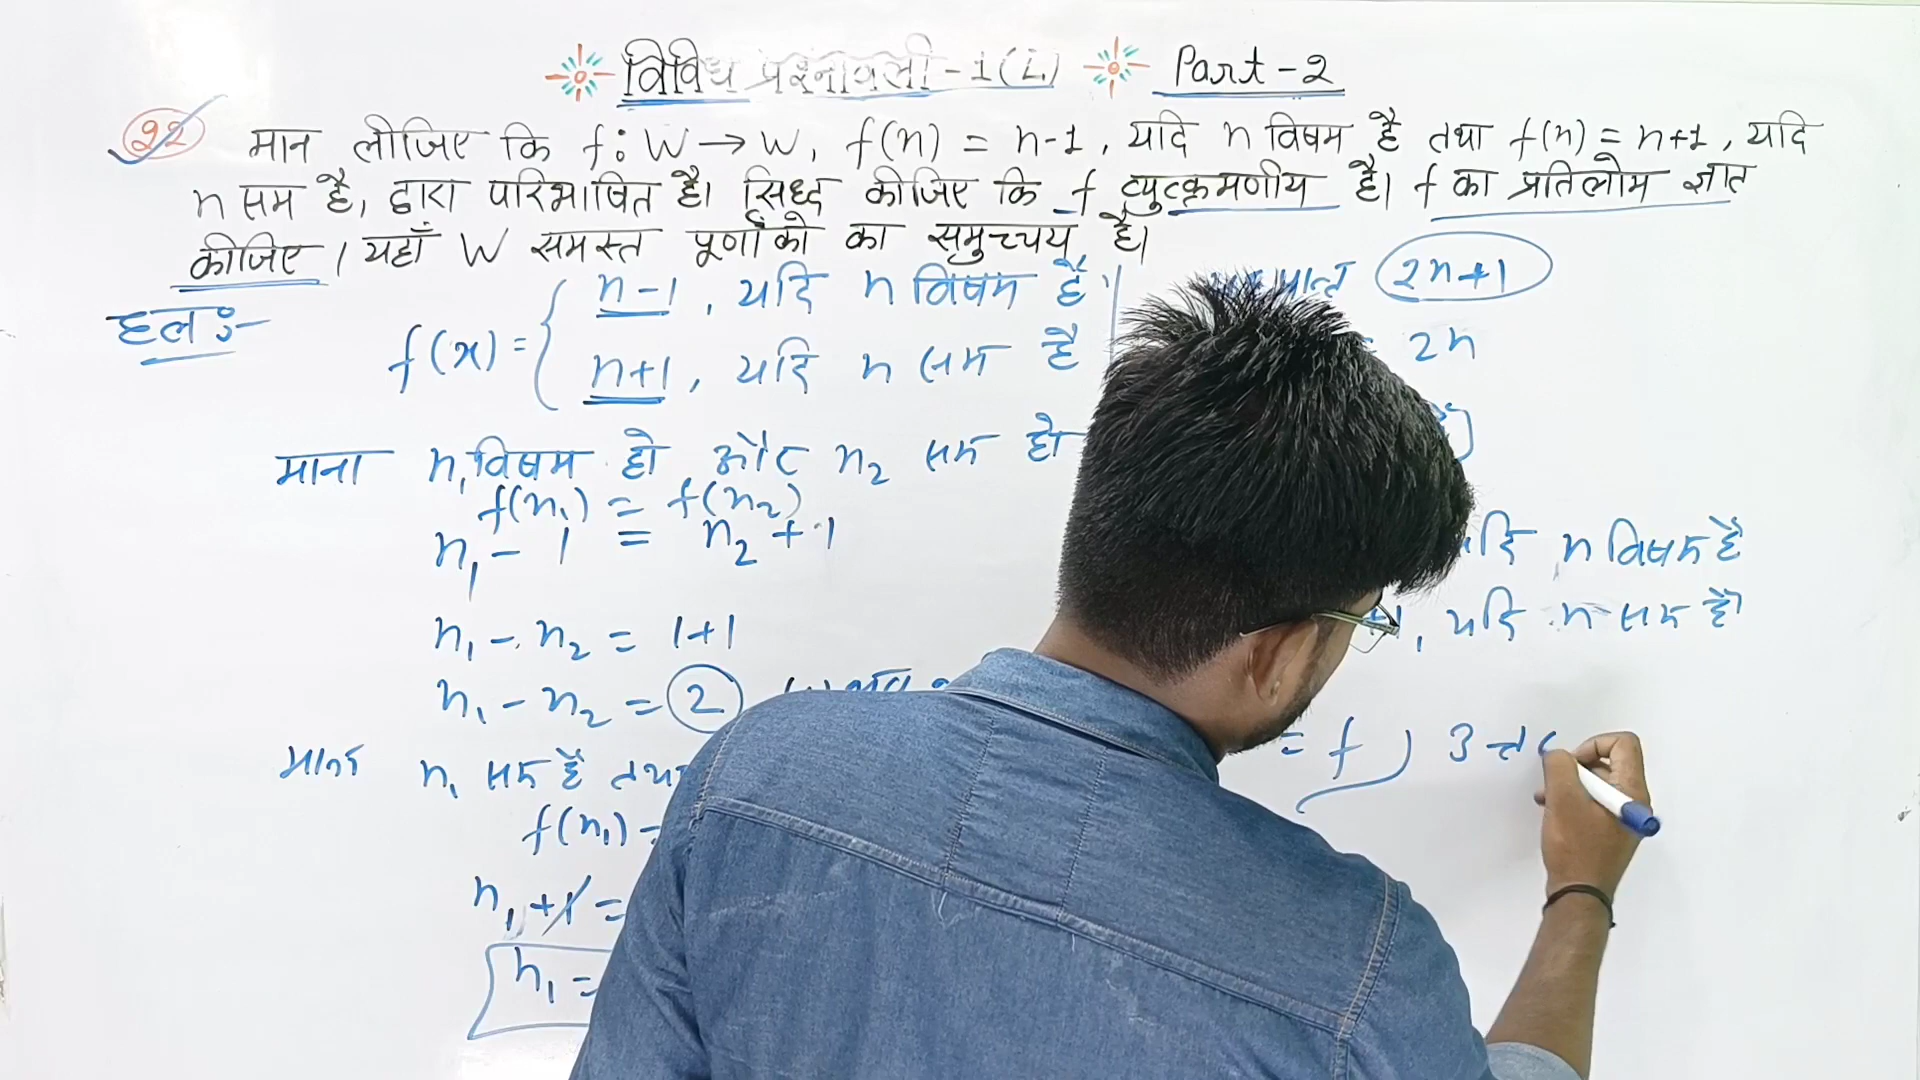 विविध प्रश्नावली - 1 (L) Part - 2
22 मान लीजिए कि f : W → W, f(n) = n-1, यदि n विषम है तथा f(n) = n+1, यदि
n सम है, द्वारा परिभाषित है। सिध्द कीजिए कि f व्युत्क्रमणीय है। f का प्रतिलोम ज्ञात
कीजिए। यहाँ W समस्त पूर्णांको का समुच्चय है।
हल :-
f(x) = { n-1, यदि n विषम है
n+1, यदि n सम है
माना n₁ विषम हो और n₂ सम हो
f(n₁) = f(n₂)
n₁ - 1 = n₂ + 1
n₁ - n₂ = 1+1
n₁ - n₂ = 2
माना n₁ सम है तथा
f(n₁) =
n₁ + 1 =
n₁ =
2n+1
2n
यदि n विषम है
, यदि n सम है
= f